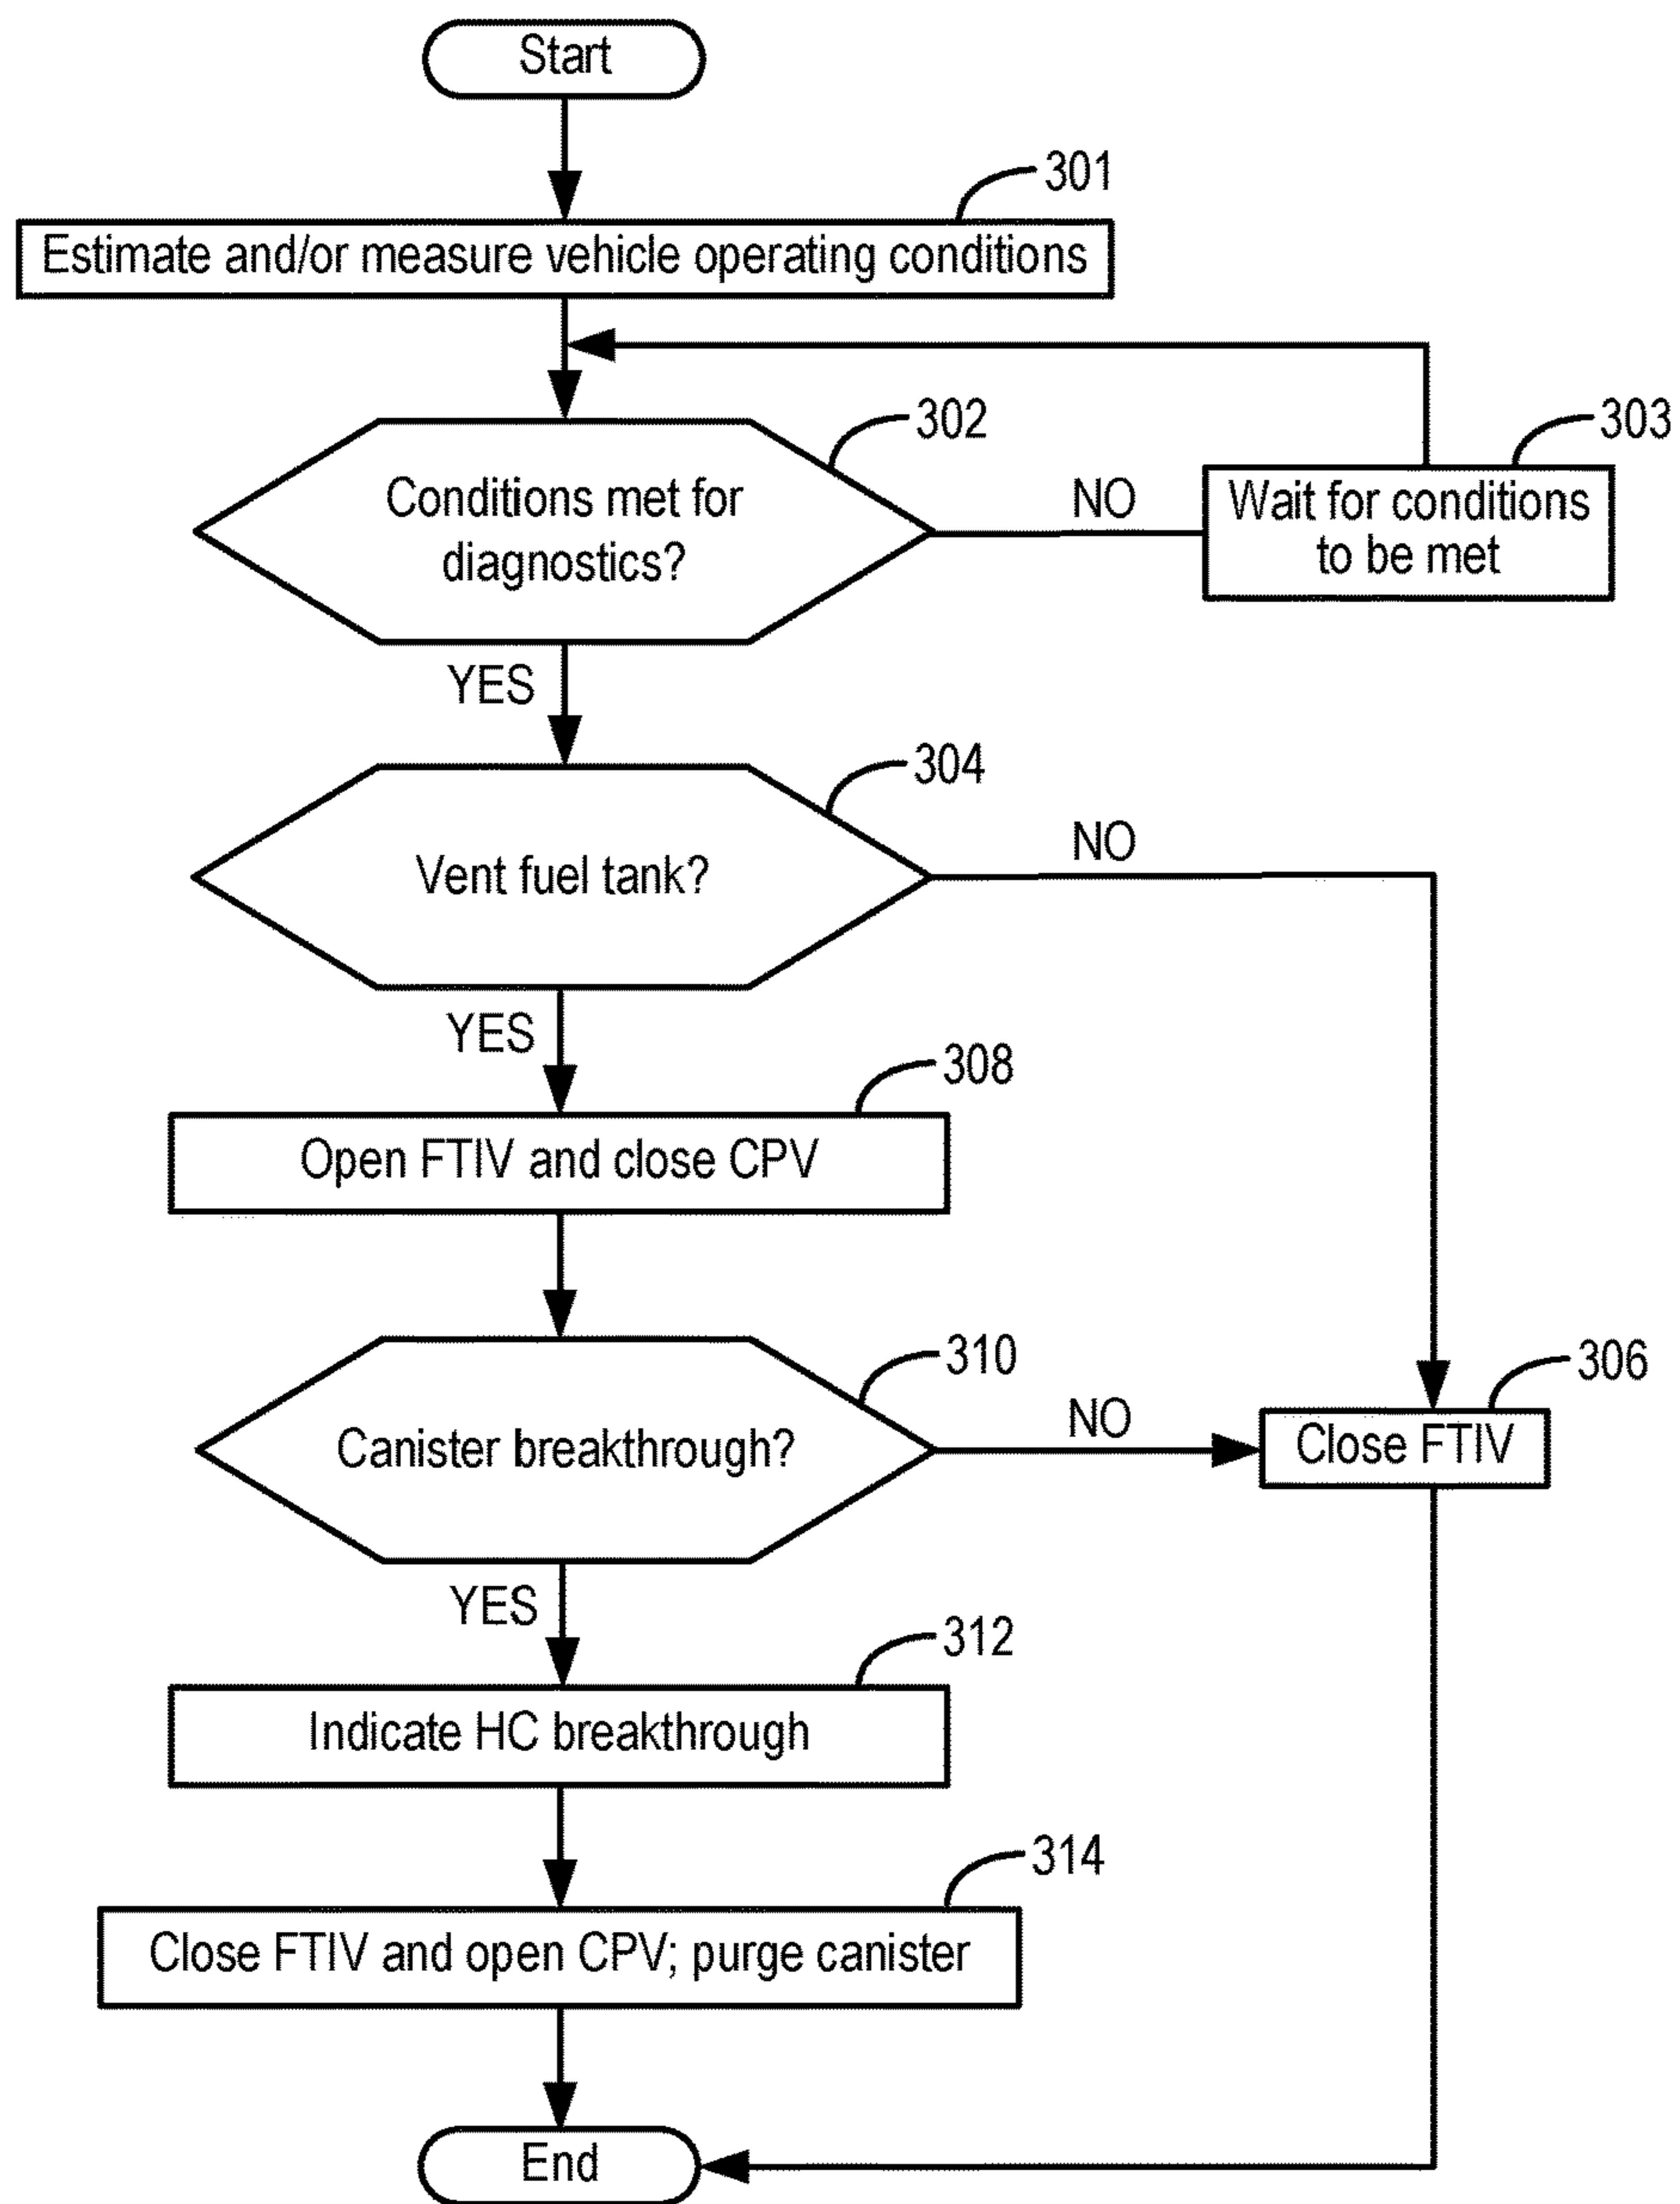 Start
301
Estimate and/or measure vehicle operating conditions
302
303
Conditions met for
diagnostics?
NO
Wait for conditions
to be met
YES
304
Vent fuel tank?
NO
YES
308
Open FTIV and close CPV
310
306
Canister breakthrough?
NO
Close FTIV
YES
312
Indicate HC breakthrough
314
Close FTIV and open CPV; purge canister
End